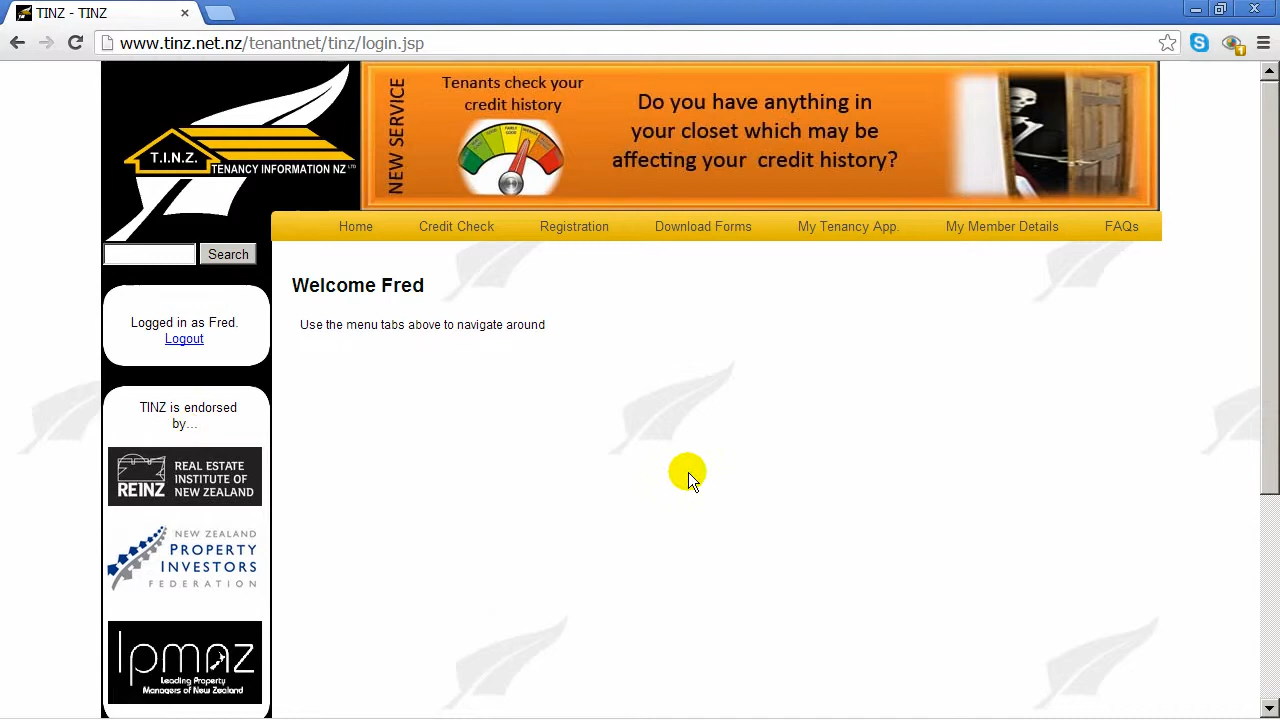 TINZ - TINZ
www.tinz.net.nz/tenantnet/tinz/login.jsp
T.I.N.Z.
TENANCY INFORMATION NZ LTD
NEW SERVICE
Tenants check your
credit history
Do you have anything in
your closet which may be
affecting your credit history?
Home Credit Check Registration Download Forms My Tenancy App. My Member Details FAQs
Search
Welcome Fred
Use the menu tabs above to navigate around
Logged in as Fred.
Logout
TINZ is endorsed
by...
REINZ
REAL ESTATE
INSTITUTE OF
NEW ZEALAND
NEW ZEALAND
PROPERTY
INVESTORS
FEDERATION
lpmnz
Leading Property
Managers of New Zealand